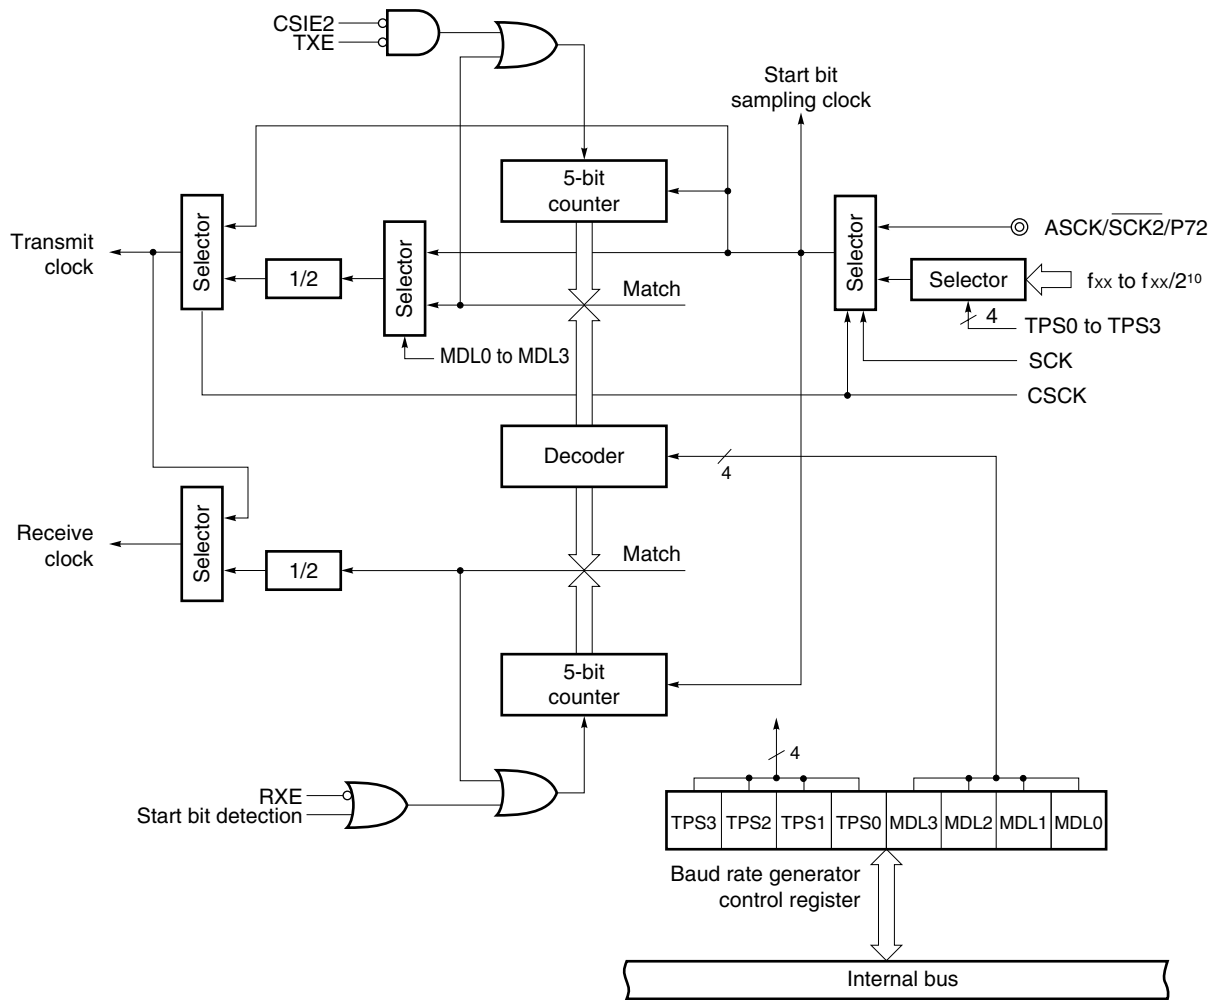 CSIE2
TXE
Start bit
sampling clock
5-bit
counter
Selector
Selector
Selector
ASCK/SCK2/P72
Transmit
clock
1/2
Match
Selector
fxx to fxx/2¹⁰
4
TPS0 to TPS3
MDL0 to MDL3
SCK
CSCK
Decoder
4
Receive
clock
Selector
1/2
Match
5-bit
counter
4
RXE
Start bit detection
TPS3 TPS2 TPS1 TPS0 MDL3 MDL2 MDL1 MDL0
Baud rate generator
control register
Internal bus